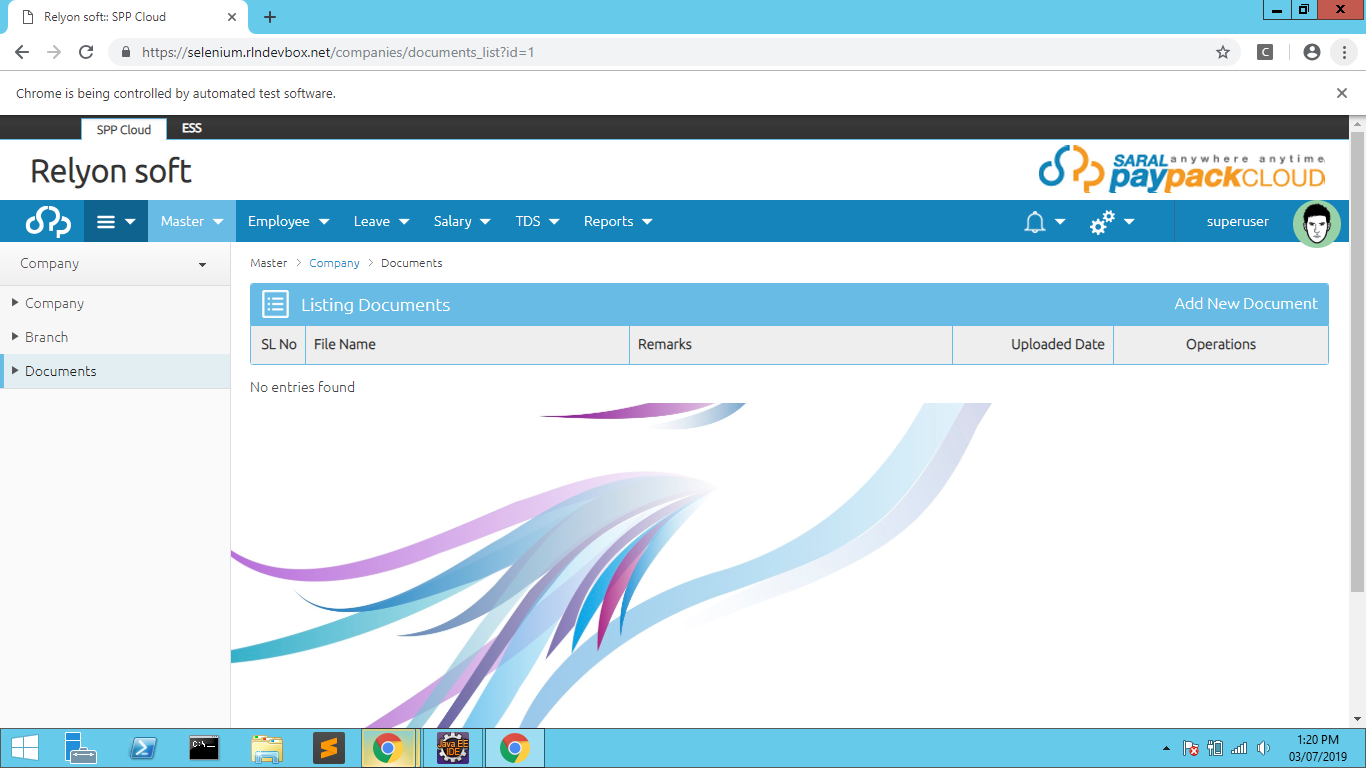 Relyon soft:: SPP Cloud
https://selenium.rlndevbox.net/companies/documents_list?id=1
C
Chrome is being controlled by automated test software.
SPP Cloud ESS
Relyon soft
SARAL anywhere anytime
paypackCLOUD
Master Employee Leave Salary TDS Reports superuser
Company
Master > Company > Documents
Company
Branch
Documents
Listing Documents Add New Document
SL No File Name Remarks Uploaded Date Operations
No entries found
C:\_
Java EE
IDE
1:20 PM
03/07/2019